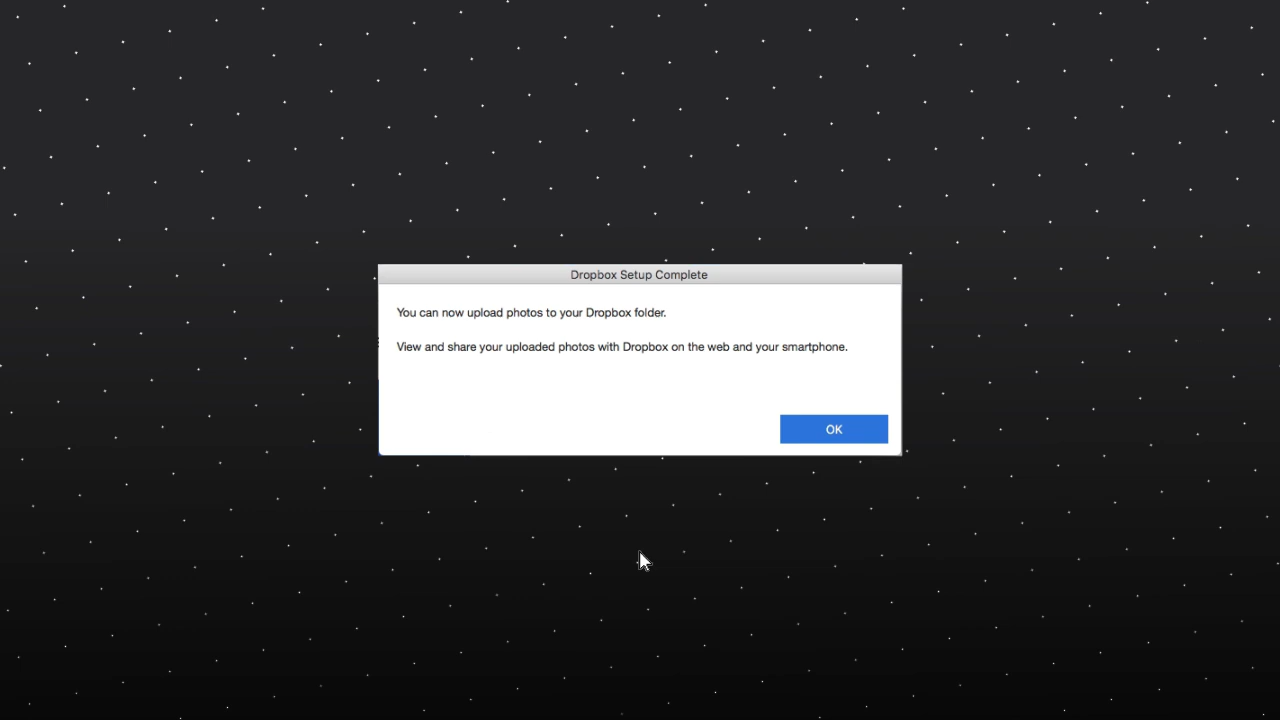 Dropbox Setup Complete
You can now upload photos to your Dropbox folder.
View and share your uploaded photos with Dropbox on the web and your smartphone.
OK